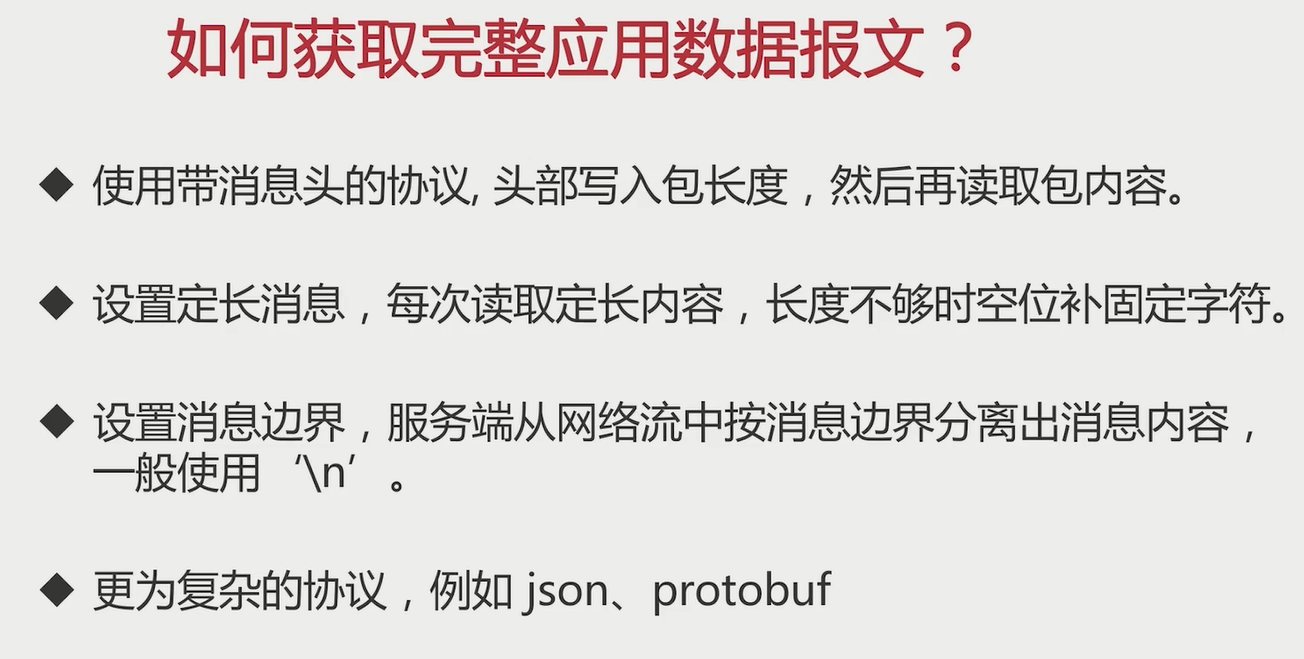 如何获取完整应用数据报文？
◆ 使用带消息头的协议, 头部写入包长度，然后再读取包内容。
◆ 设置定长消息，每次读取定长内容，长度不够时空位补固定字符。
◆ 设置消息边界，服务端从网络流中按消息边界分离出消息内容，
一般使用‘\n’。
◆ 更为复杂的协议，例如 json、protobuf